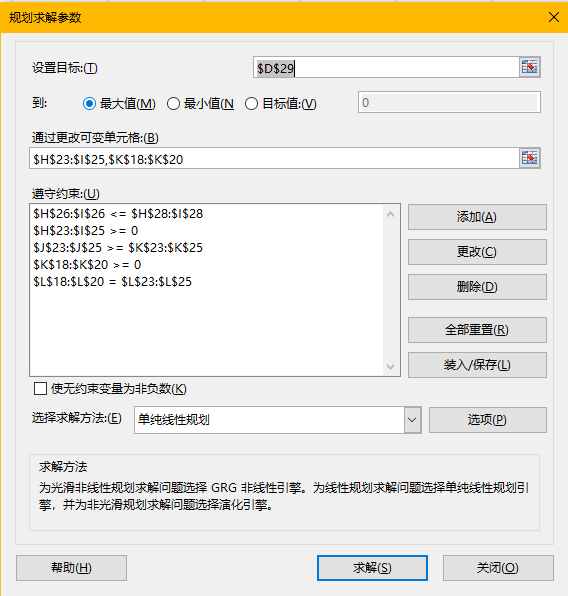 规划求解参数
设置目标:(T)
$D$29
到:
最大值(M)
最小值(N
目标值:(V)
0
通过更改可变单元格:(B)
$H$23:$I$25,$K$18:$K$20
遵守约束:(U)
$H$26:$I$26 <= $H$28:$I$28
$H$23:$I$25 >= 0
$J$23:$J$25 >= $K$23:$K$25
$K$18:$K$20 >= 0
$L$18:$L$20 = $L$23:$L$25
添加(A)
更改(C)
删除(D)
全部重置(R)
装入/保存(L)
使无约束变量为非负数(K)
选择求解方法:(E)
单纯线性规划
选项(P)
求解方法
为光滑非线性规划求解问题选择 GRG 非线性引擎。为线性规划求解问题选择单纯线性规划引
擎，并为非光滑规划求解问题选择演化引擎。
帮助(H)
求解(S)
关闭(O)